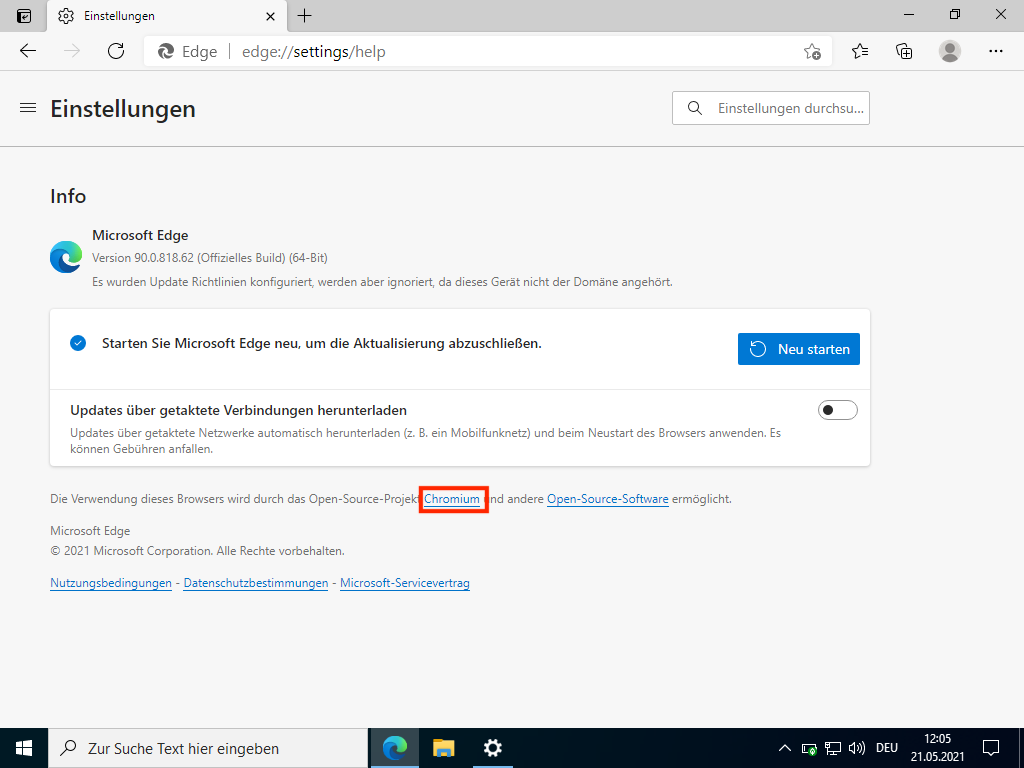 Einstellungen
Edge
edge://settings/help
Einstellungen
Einstellungen durchsu...
Info
Microsoft Edge
Version 90.0.818.62 (Offizielles Build) (64-Bit)
Es wurden Update Richtlinien konfiguriert, werden aber ignoriert, da dieses Gerät nicht der Domäne angehört.
Starten Sie Microsoft Edge neu, um die Aktualisierung abzuschließen.
Neu starten
Updates über getaktete Verbindungen herunterladen
Updates über getaktete Netzwerke automatisch herunterladen (z. B. ein Mobilfunknetz) und beim Neustart des Browsers anwenden. Es
können Gebühren anfallen.
Die Verwendung dieses Browsers wird durch das Open-Source-Projekt Chromium und andere Open-Source-Software ermöglicht.
Microsoft Edge
© 2021 Microsoft Corporation. Alle Rechte vorbehalten.
Nutzungsbedingungen - Datenschutzbestimmungen - Microsoft-Servicevertrag
Zur Suche Text hier eingeben
DEU
12:05
21.05.2021